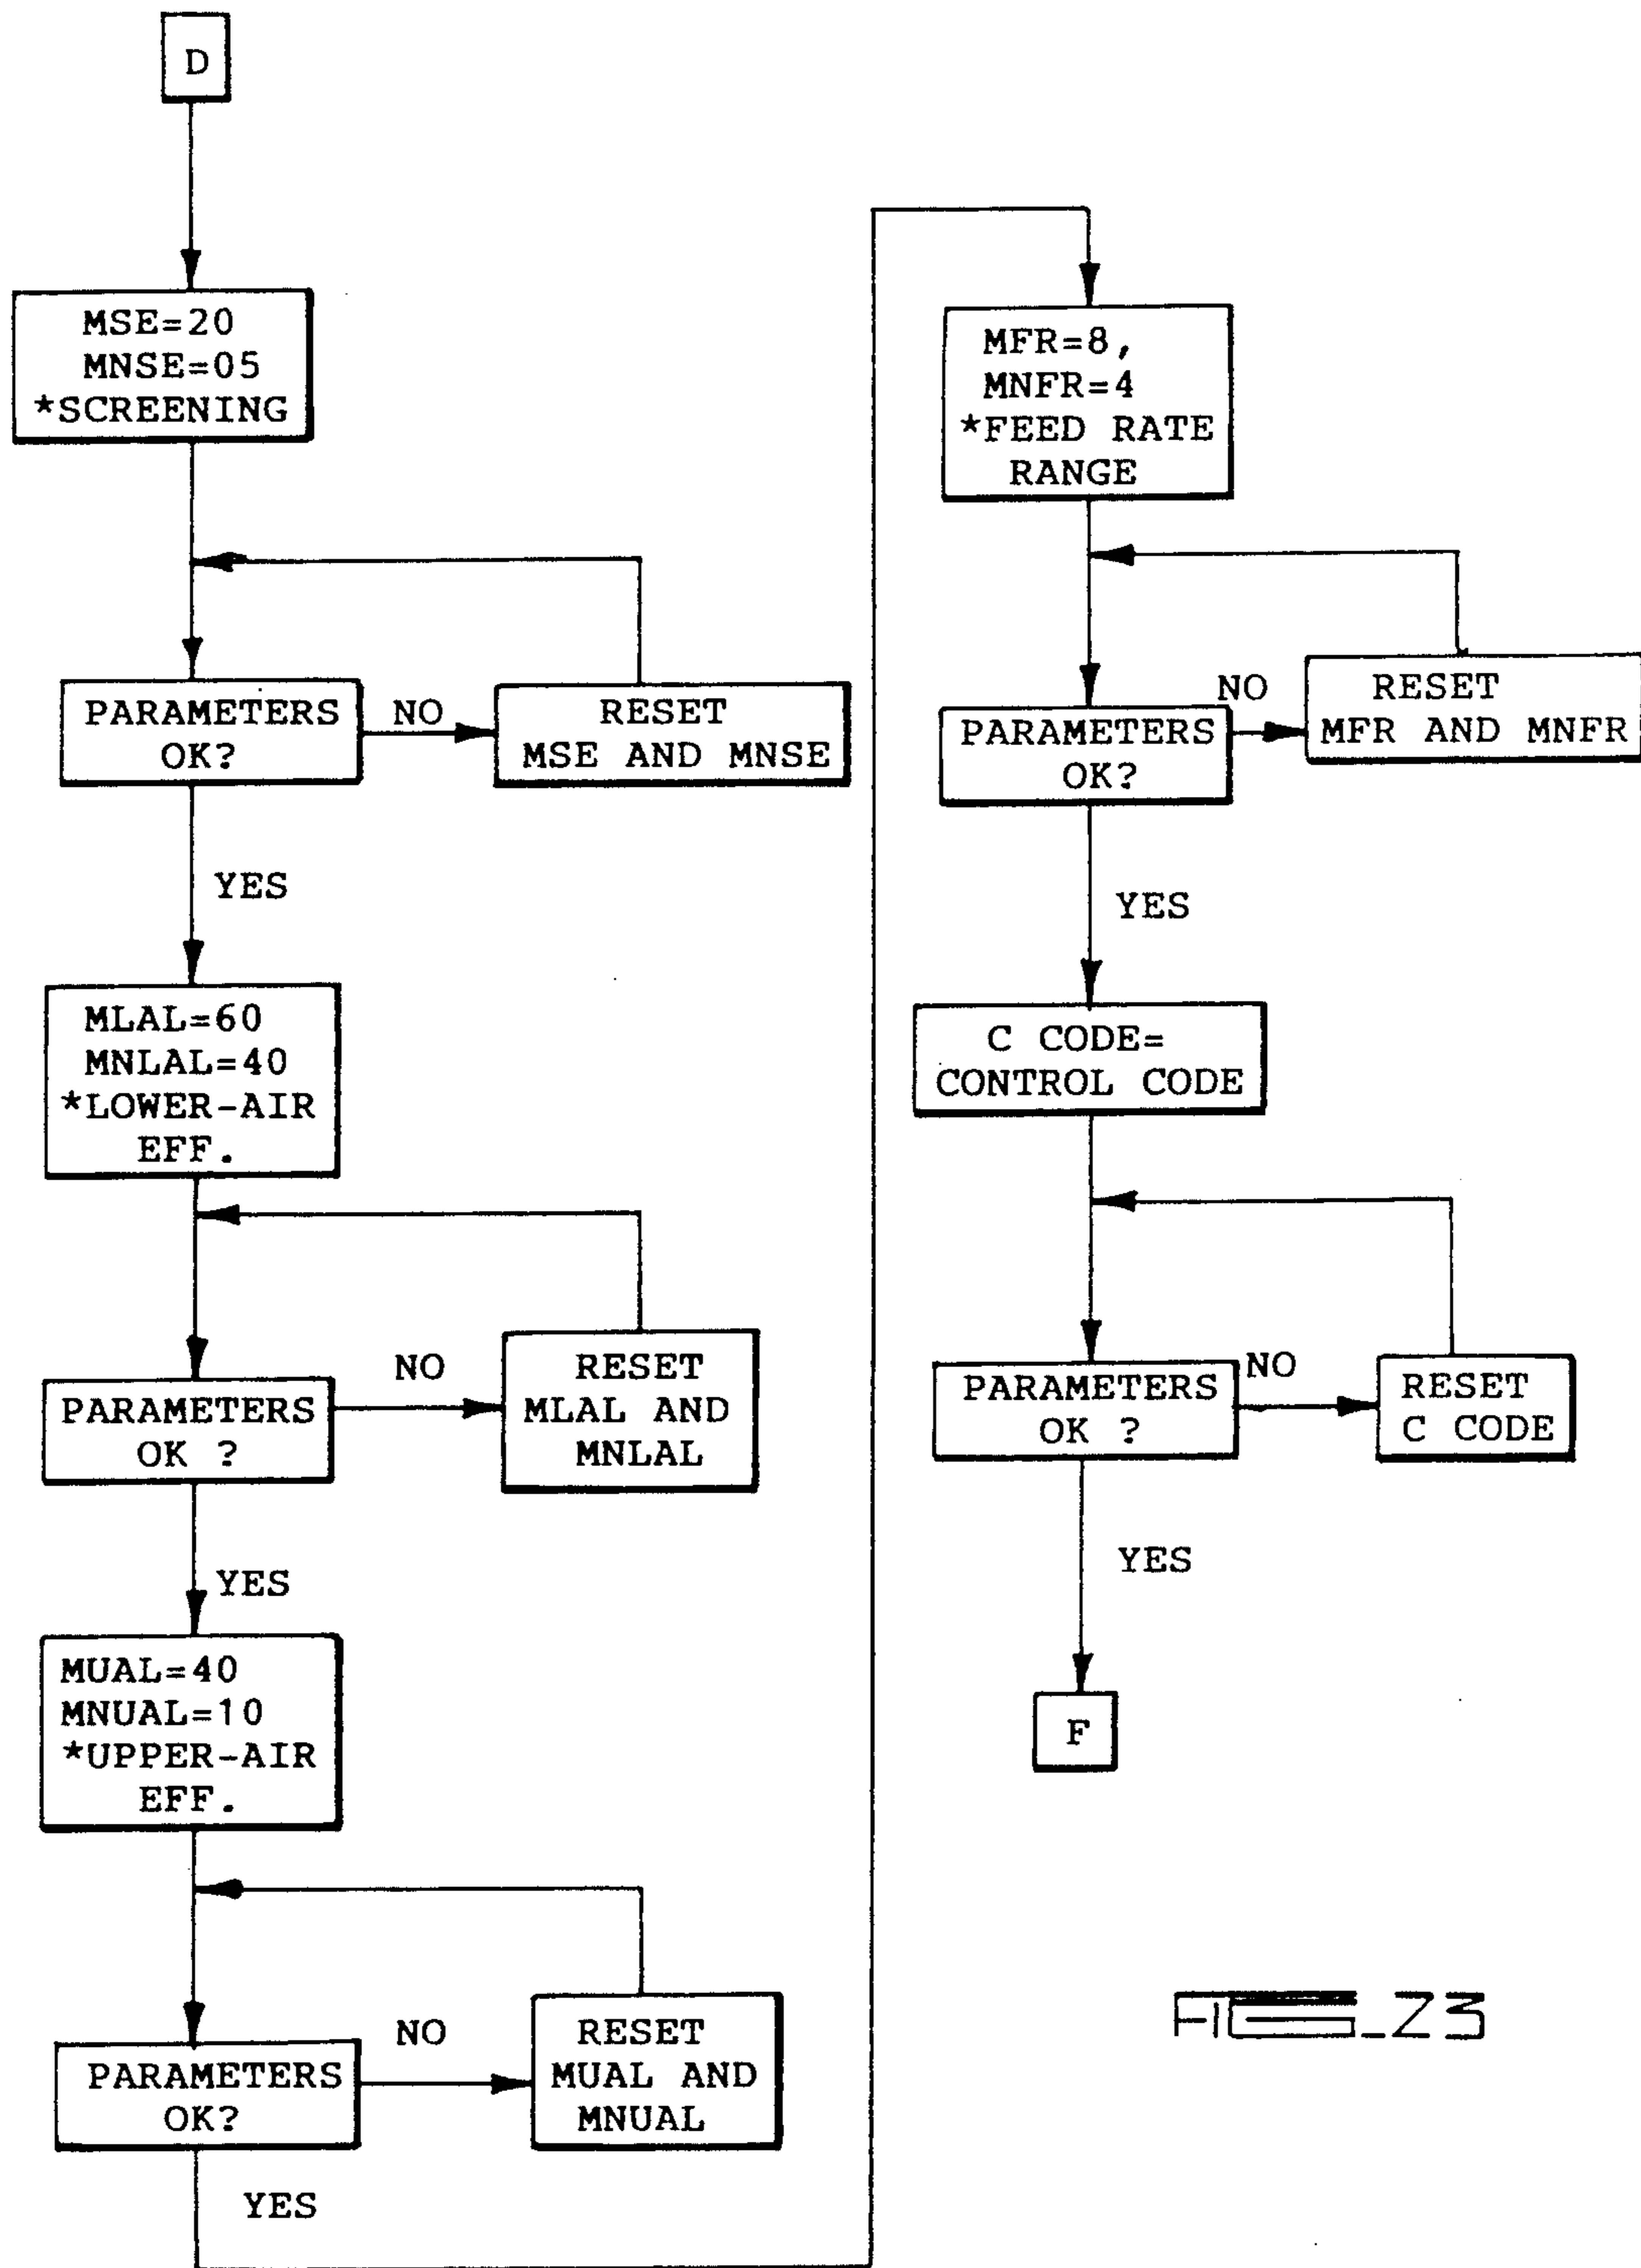 D
MSE=20
MNSE=05
*SCREENING
PARAMETERS
OK?
NO
RESET
MSE AND MNSE
YES
MLAL=60
MNLAL=40
*LOWER-AIR
EFF.
PARAMETERS
OK ?
NO
RESET
MLAL AND
MNLAL
YES
MUAL=40
MNUAL=10
*UPPER-AIR
EFF.
PARAMETERS
OK?
NO
RESET
MUAL AND
MNUAL
YES
MFR=8,
MNFR=4
*FEED RATE
RANGE
PARAMETERS
OK?
NO
RESET
MFR AND MNFR
YES
C CODE=
CONTROL CODE
PARAMETERS
OK ?
NO
RESET
C CODE
YES
F
FIG_23